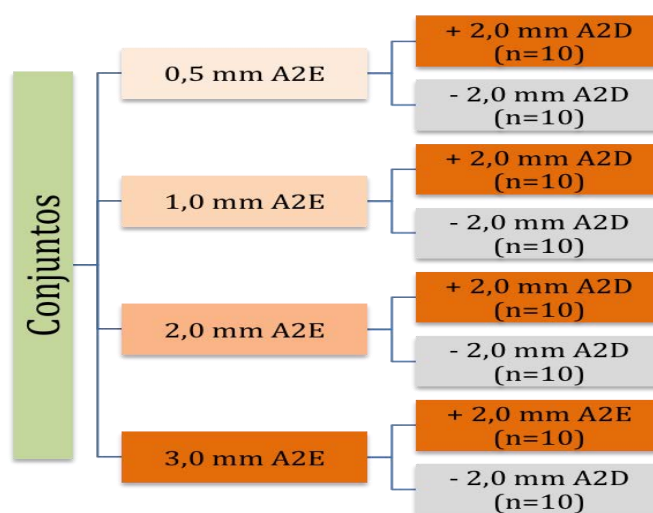 Conjuntos
0,5 mm A2E
+ 2,0 mm A2D
(n=10)
- 2,0 mm A2D
(n=10)
1,0 mm A2E
+ 2,0 mm A2D
(n=10)
- 2,0 mm A2D
(n=10)
2,0 mm A2E
+ 2,0 mm A2D
(n=10)
- 2,0 mm A2D
(n=10)
3,0 mm A2E
+ 2,0 mm A2E
(n=10)
- 2,0 mm A2D
(n=10)